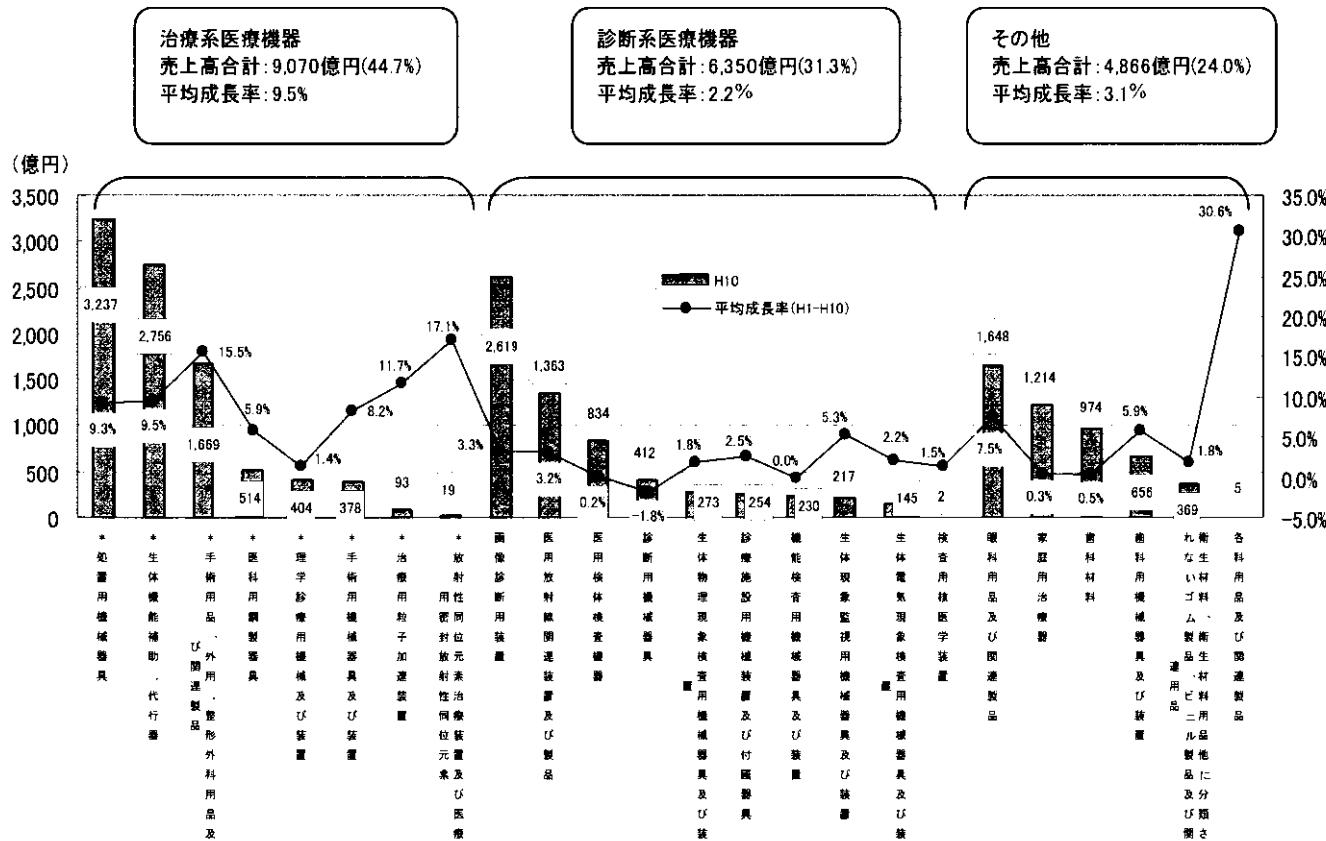 治療系医療機器
売上高合計:9,070億円(44.7%)
平均成長率:9.5%
診断系医療機器
売上高合計:6,350億円(31.3%)
平均成長率:2.2%
その他
売上高合計:4,866億円(24.0%)
平均成長率:3.1%
(億円)
3,500
3,000
2,500
2,000
1,500
1,000
500
0
35.0%
30.0%
25.0%
20.0%
15.0%
10.0%
5.0%
0.0%
-5.0%
H10
平均成長率(H1-H10)
3,237
2,756
1,669
514
404
378
93
19
2,619
1,363
834
412
273
254
230
217
145
2
1,648
1,214
974
656
369
5
9.3%
9.5%
15.5%
5.9%
1.4%
8.2%
11.7%
17.1%
3.3%
3.2%
0.2%
-1.8%
1.8%
2.5%
0.0%
5.3%
2.2%
1.5%
7.5%
0.3%
0.5%
5.9%
1.8%
30.6%
*処置用機械器具
*生体機能補助、代行器
*手術用品、外用、整形外科用品及
び関連製品
*医科用鋼製器具
*理学診療用機械及び装置
*手術用機械器具及び装置
*治療用粒子加速装置
*放射性同位元素治療装置及び医療
用密封放射性同位元素
画像診断用装置
医用放射線関連装置及び製品
医用検体検査機器
診断用機械器具
生体物理現象検査用機械器具及び装
置
診療施設用機械装置及び付属器具
機能検査用機械器具及び装置
生体現象監視用機械器具及び装置
生体電気現象検査用機械器具及び装
置
検査用核医学装置
眼科用品及び関連製品
家庭用治療器
歯科材料
歯科用機械器具及び装置
衛生材料、衛生材料用品他に分類さ
れないゴム製品、ビニル製品及び関
連用品
各科用品及び関連製品